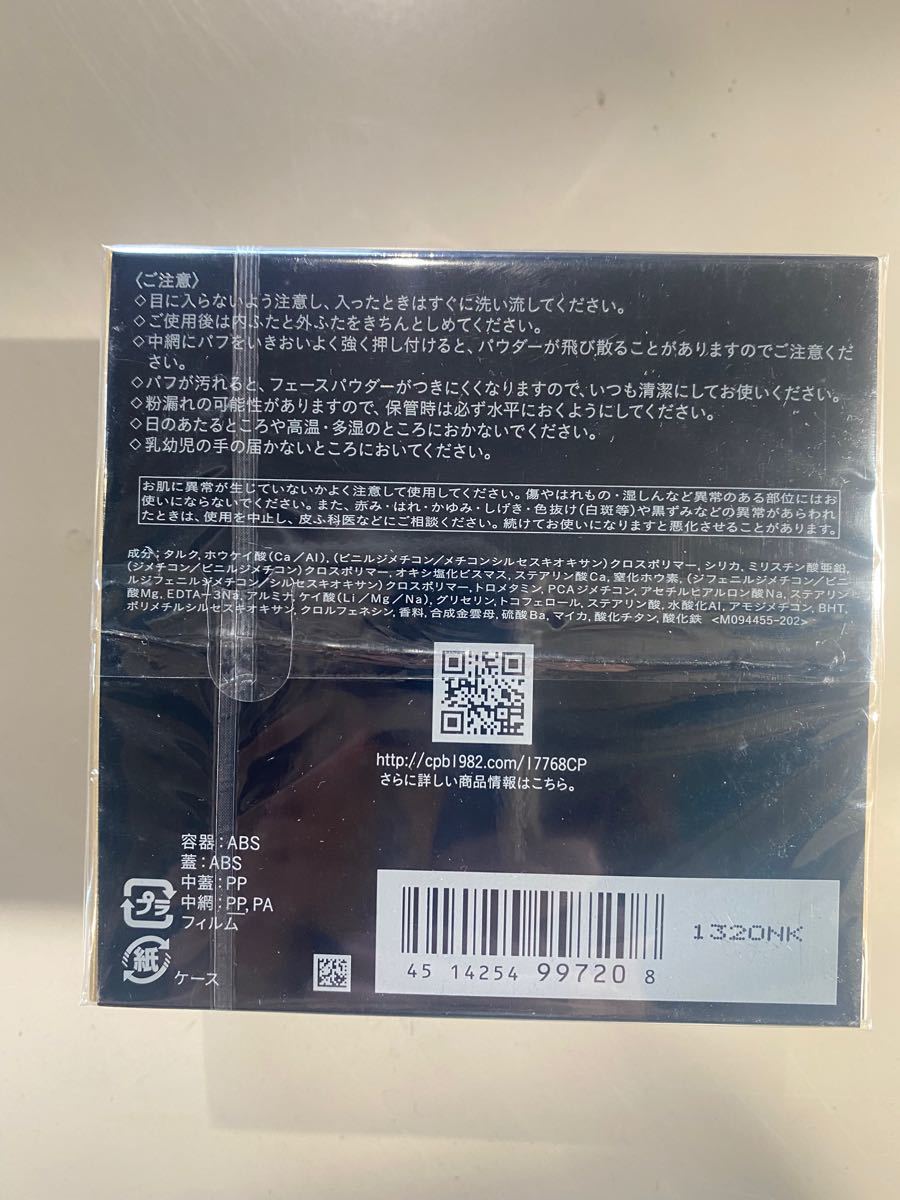 〈ご注意〉
◇目に入らないよう注意し、入ったときはすぐに洗い流してください。
◇ご使用後は内ふたと外ふたをきちんとしめてください。
◇中網にパフをいきおいよく強く押し付けると、パウダーが飛び散ることがありますのでご注意くだ
さい。
◇パフが汚れると、フェースパウダーがつきにくくなりますので、いつも清潔にしてお使いください。
◇粉漏れの可能性がありますので、保管時は必ず水平におくようにしてください。
◇日のあたるところや高温・多湿のところにおかないでください。
◇乳幼児の手の届かないところにおいてください。
お肌に異常が生じていないかよく注意して使用してください。傷やはれもの・湿しんなど異常のある部位にはお
使いにならないでください。また、赤み・はれ・かゆみ・しげき・色抜け(白斑等)や黒ずみなどの異常があらわれ
たときは、使用を中止し、皮ふ科医などにご相談ください。続けてお使いになりますと悪化させることがあります。
成分:タルク、ホウケイ酸(Ca/Al)、(ビニルジメチコン/メチコンシルセスキオキサン)クロスポリマー、シリカ、ミリスチン酸亜鉛、
(ジメチコン/ビニルジメチコン)クロスポリマー、オキシ塩化ビスマス、ステアリン酸Ca、窒化ホウ素、(ジフェニルジメチコン/ビニ
ルジフェニルジメチコン/シルセスキオキサン)クロスポリマー、トロメタミン、PCAジメチコン、アセチルヒアルロン酸Na、ステアリン
酸Mg、EDTA-3Na、アルミナ、ケイ酸(Li/Mg/Na)、グリセリン、トコフェロール、ステアリン酸、水酸化Al、アモジメチコン、BHT、
ポリメチルシルセスキオキサン、クロルフェネシン、香料、合成金雲母、硫酸Ba、マイカ、酸化チタン、酸化鉄 <M094455-202>
http://cpb1982.com/17768CP
さらに詳しい商品情報はこちら。
容器:ABS
蓋:ABS
中蓋:PP
中網:PP,PA
フィルム
プラ
紙
ケース
45 14254 99720 8
1320NK